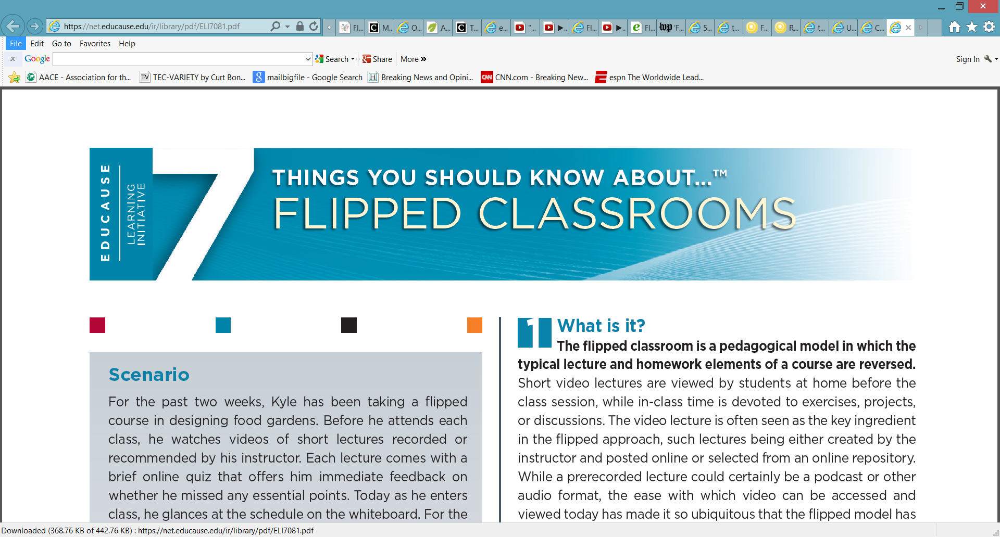 https://net.educause.edu/ir/library/pdf/ELI7081.pdf
Fl...
M...
O...
A...
T...
e...
"...
Fl...
Fl...
wp 'F...
5...
t...
F...
R...
t...
U...
C...
File Edit Go to Favorites Help
Google Search Share More » Sign In
AACE - Association for th... TEC-VARIETY by Curt Bon... mailbigfile - Google Search Breaking News and Opini... CNN.com - Breaking New... espn The Worldwide Lead...
EDUCAUSE
LEARNING
INITIATIVE
7
THINGS YOU SHOULD KNOW ABOUT...™
FLIPPED CLASSROOMS
Scenario
For the past two weeks, Kyle has been taking a flipped
course in designing food gardens. Before he attends each
class, he watches videos of short lectures recorded or
recommended by his instructor. Each lecture comes with a
brief online quiz that offers him immediate feedback on
whether he missed any essential points. Today as he enters
class, he glances at the schedule on the whiteboard. For the
1
What is it?
The flipped classroom is a pedagogical model in which the
typical lecture and homework elements of a course are reversed.
Short video lectures are viewed by students at home before the
class session, while in-class time is devoted to exercises, projects,
or discussions. The video lecture is often seen as the key ingredient
in the flipped approach, such lectures being either created by the
instructor and posted online or selected from an online repository.
While a prerecorded lecture could certainly be a podcast or other
audio format, the ease with which video can be accessed and
viewed today has made it so ubiquitous that the flipped model has
Downloaded (368.76 KB of 442.76 KB) : https://net.educause.edu/ir/library/pdf/ELI7081.pdf